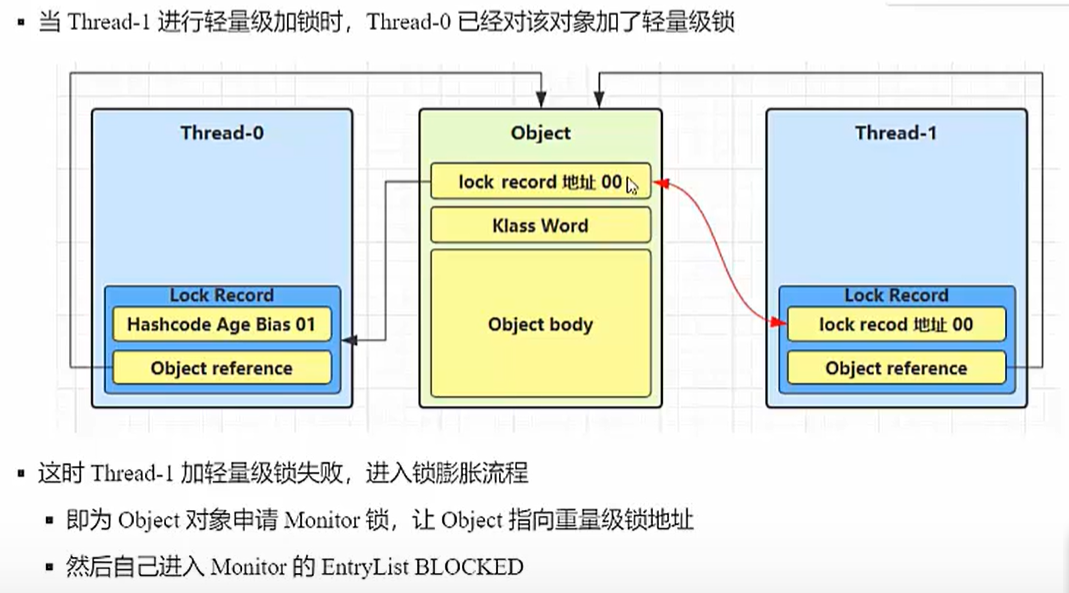 ▪ 当 Thread-1 进行轻量级加锁时，Thread-0 已经对该对象加了轻量级锁
Thread-0
Object
Thread-1
lock record 地址 00
Klass Word
Lock Record
Lock Record
Hashcode Age Bias 01
Object body
lock recod 地址 00
Object reference
Object reference
▪ 这时 Thread-1 加轻量级锁失败，进入锁膨胀流程
▪ 即为 Object 对象申请 Monitor 锁，让 Object 指向重量级锁地址
▪ 然后自己进入 Monitor 的 EntryList BLOCKED